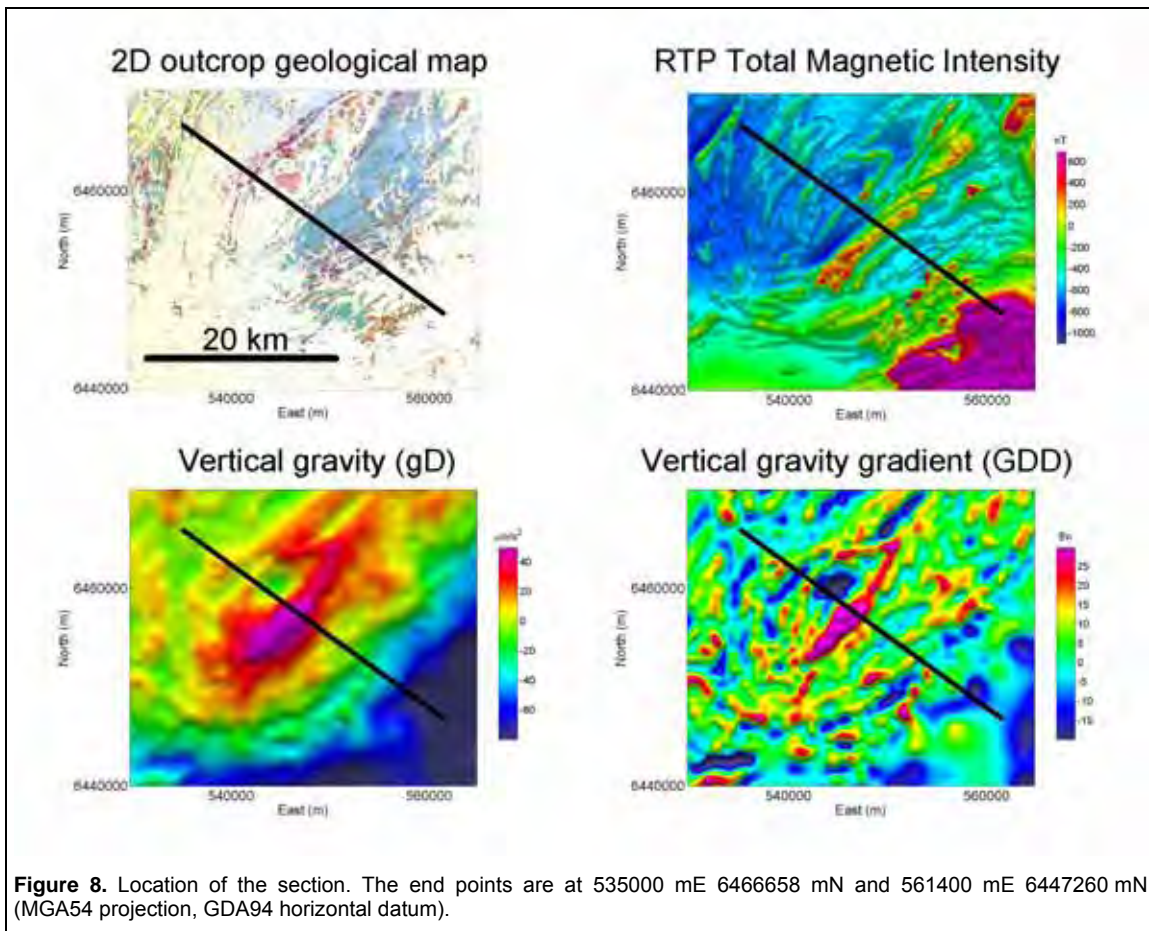 2D outcrop geological map
RTP Total Magnetic Intensity
6460000
North (m)
20 km
6440000
540000
560000
East (m)
nT
600
400
200
0
-200
-400
-600
-800
-1000
6460000
North (m)
6440000
540000
560000
East (m)
Vertical gravity (gD)
Vertical gravity gradient (GDD)
40
20
0
-20
-40
-60
6460000
North (m)
6440000
540000
560000
East (m)
25
20
15
10
5
0
-5
-10
-15
6460000
North (m)
6440000
540000
560000
East (m)
Figure 8. Location of the section. The end points are at 535000 mE 6466658 mN and 561400 mE 6447260 mN
(MGA54 projection, GDA94 horizontal datum).